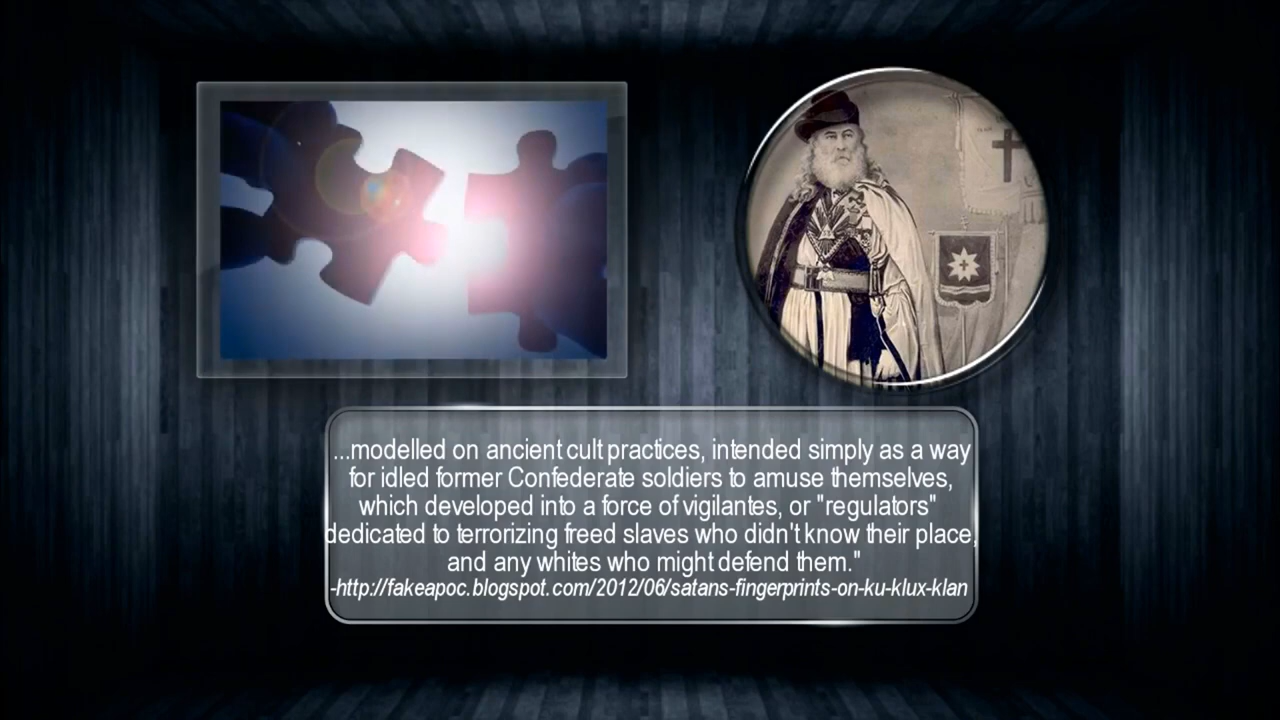 ...modelled on ancient cult practices, intended simply as a way
for idled former Confederate soldiers to amuse themselves,
which developed into a force of vigilantes, or "regulators"
dedicated to terrorizing freed slaves who didn't know their place,
and any whites who might defend them."
-http://fakeapoc.blogspot.com/2012/06/satans-fingerprints-on-ku-klux-klan